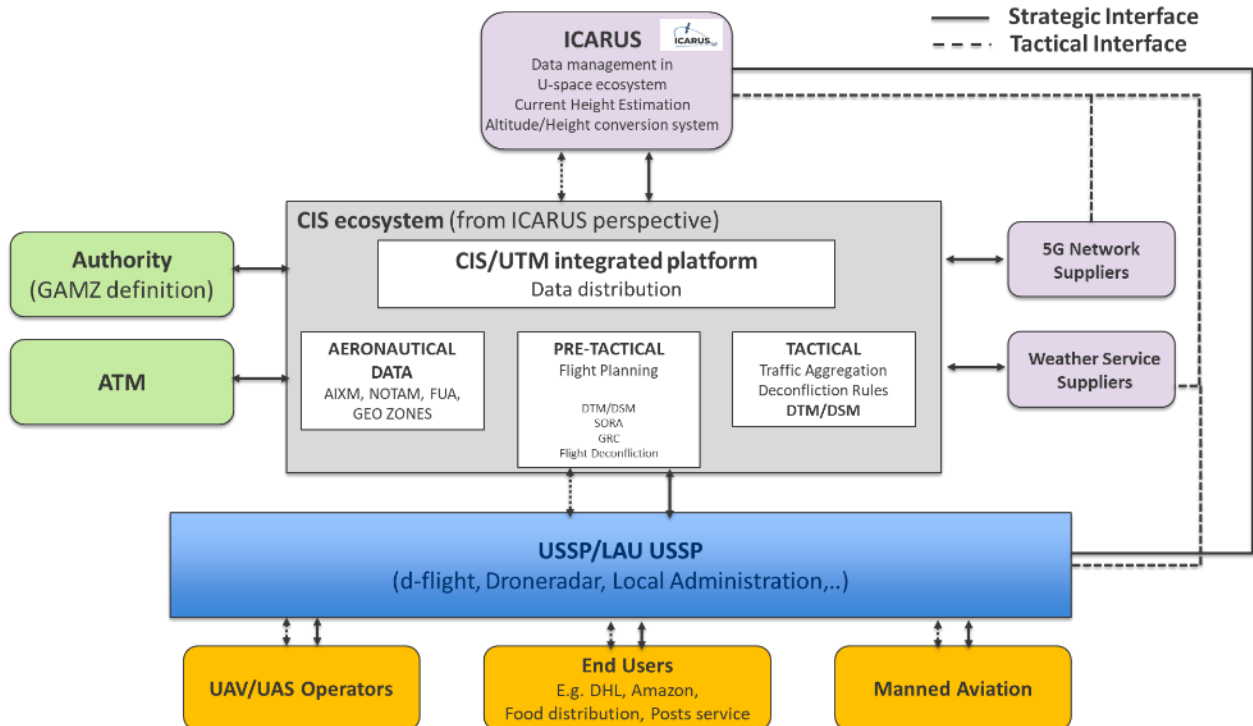 Strategic Interface
Tactical Interface
ICARUS
ICARUS
Data management in
U-space ecosystem
Current Height Estimation
Altitude/Height conversion system
CIS ecosystem (from ICARUS perspective)
CIS/UTM integrated platform
Data distribution
Authority
(GAMZ definition)
ATM
5G Network
Suppliers
Weather Service
Suppliers
AERONAUTICAL
DATA
AIXM, NOTAM, FUA,
GEO ZONES
PRE-TACTICAL
Flight Planning
DTM/DSM
SORA
GRC
Flight Deconfliction
TACTICAL
Traffic Aggregation
Deconfliction Rules
DTM/DSM
USSP/LAU USSP
(d-flight, Droneradar, Local Administration,..)
UAV/UAS Operators
End Users
E.g. DHL, Amazon,
Food distribution, Posts service
Manned Aviation